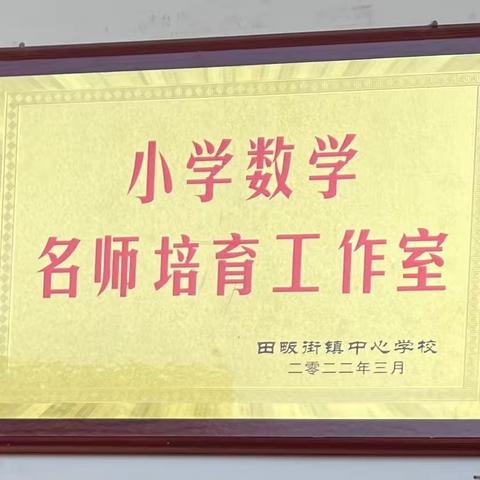 小学数学
名师培育工作室
田畈街镇中心学校
二零二二年三月